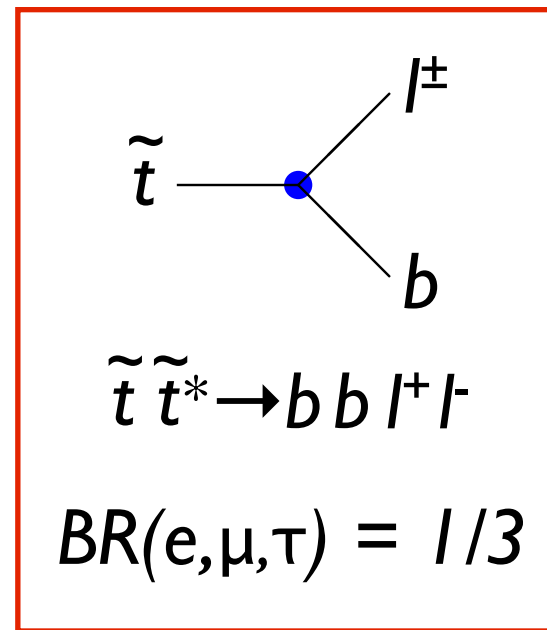 l±
t̃
b
t̃ t̃*→b b l⁺ l⁻
BR(e,μ,τ) = 1/3